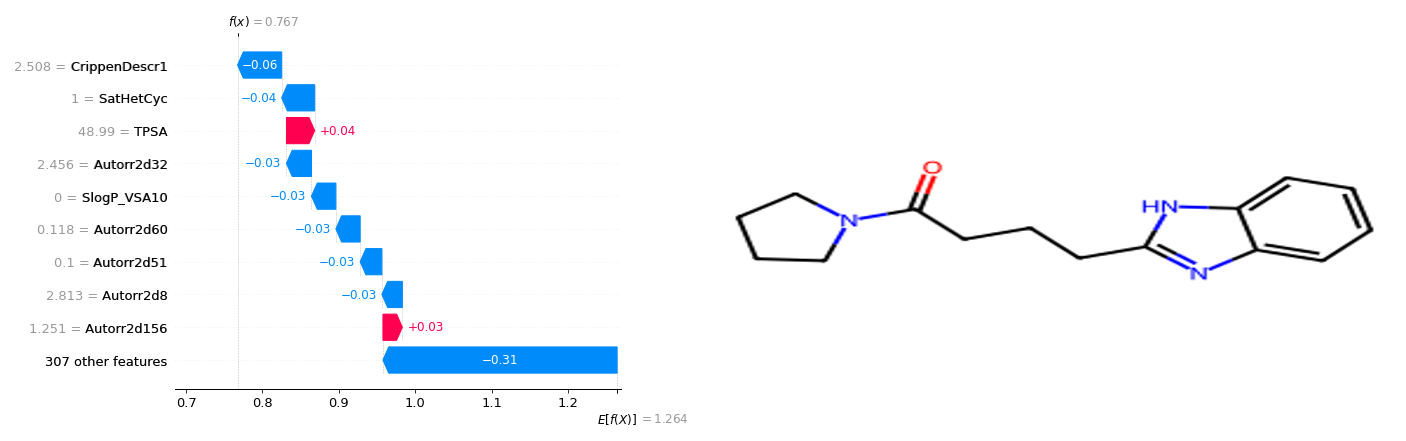 f(x) = 0.767
2.508 = CrippenDescr1
−0.06
1 = SatHetCyc
−0.04
48.99 = TPSA
+0.04
2.456 = Autorr2d32
−0.03
0 = SlogP_VSA10
−0.03
0.118 = Autorr2d60
−0.03
0.1 = Autorr2d51
−0.03
2.813 = Autorr2d8
−0.03
1.251 = Autorr2d156
+0.03
307 other features
−0.31
0.7 0.8 0.9 1.0 1.1 1.2
E[f(X)] = 1.264
O
N
HN
N